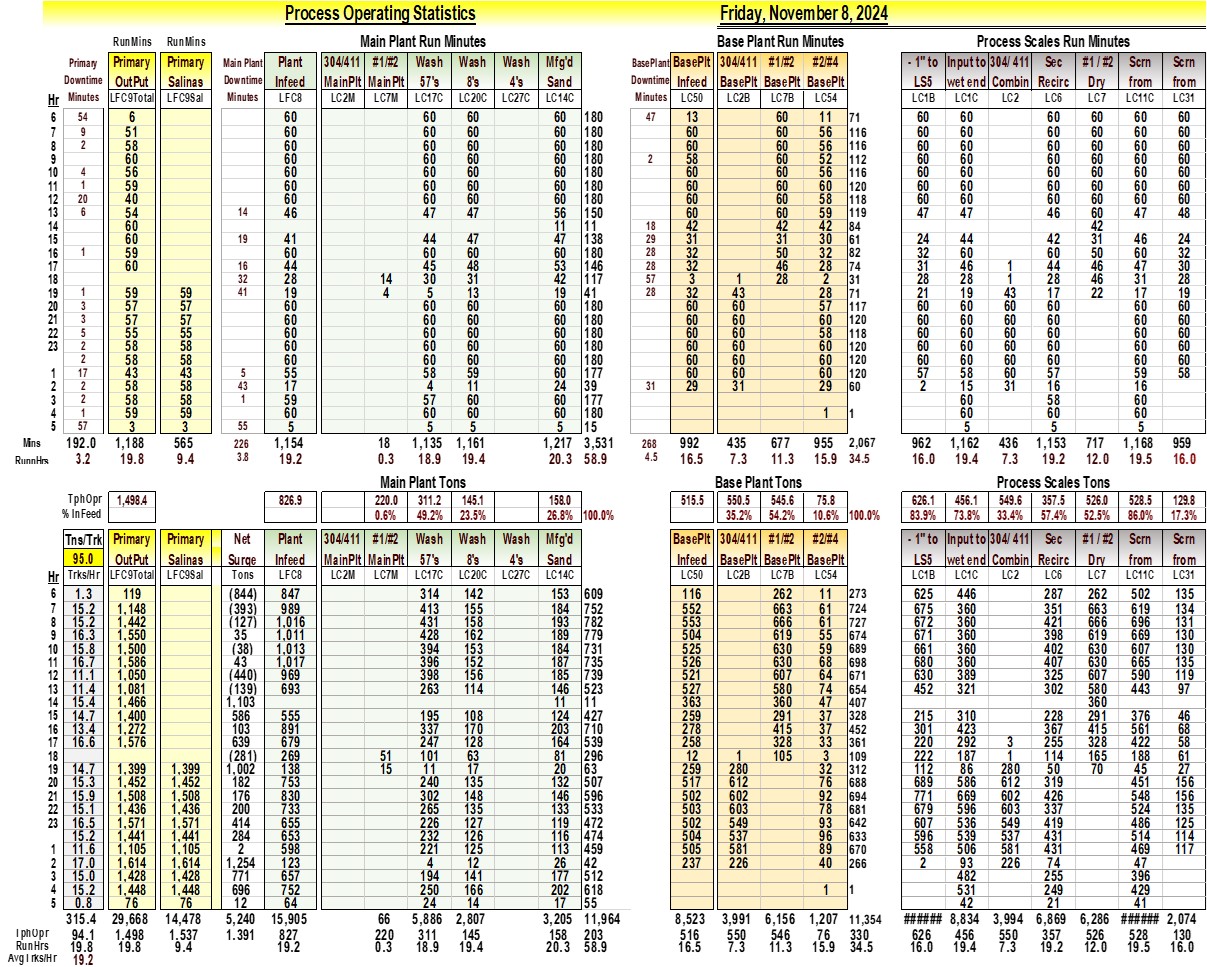 Process Operating Statistics Friday, November 8, 2024
RunMins RunMins Main Plant Run Minutes Base Plant Run Minutes Process Scales Run Minutes
Primary Primary Primary Main Plant Plant 304/411 #1/#2 Wash Wash Wash Mfg'd BasePlant BasePlt 304/411 #1/#2 #2/#4 - 1" to Input to 304/ 411 Sec #1 / #2 Scrn Scrn
Downtime OutPut Salinas Downtime Infeed MainPlt MainPlt 57's 8's 4's Sand Downtime Infeed BasePlt BasePlt BasePlt LS5 wet end Combin Recirc Dry from from
Hr Minutes LFC9Total LFC9Sal Minutes LFC8 LC2M LC7M LC17C LC20C LC27C LC14C Minutes LC50 LC2B LC7B LC54 LC1B LC1C LC2 LC6 LC7 LC11C LC31
6 54 6 60 60 60 60 180 47 13 60 11 71 60 60 60 60 60 60
7 9 51 60 60 60 60 180 60 60 56 116 60 60 60 60 60 60
8 2 58 60 60 60 60 180 60 60 56 116 60 60 60 60 60 60
9 60 60 60 60 60 180 2 58 60 52 112 60 60 60 60 60 60
10 4 56 60 60 60 60 180 60 60 56 116 60 60 60 60 60 60
11 1 59 60 60 60 60 180 60 60 60 120 60 60 60 60 60 60
12 20 40 60 60 60 60 180 60 60 58 118 60 60 60 60 60 60
13 6 54 14 46 47 47 56 150 60 60 59 119 47 47 46 60 47 48
14 60 11 11 18 42 42 42 84 42
15 60 19 41 44 47 47 138 29 31 31 30 61 24 44 42 31 46 24
16 1 59 60 60 60 60 180 28 32 50 32 82 32 60 60 50 60 32
17 60 16 44 45 48 53 146 28 32 46 28 74 31 46 1 44 46 47 30
18 32 28 14 30 31 42 117 57 3 1 28 2 31 28 28 1 28 46 31 28
19 1 59 59 41 19 4 5 13 19 41 28 32 43 28 71 21 19 43 17 22 17 19
20 3 57 57 60 60 60 60 180 60 60 57 117 60 60 60 60 60 60
21 3 57 57 60 60 60 60 180 60 60 60 120 60 60 60 60 60 60
22 5 55 55 60 60 60 60 180 60 60 58 118 60 60 60 60 60 60
23 2 58 58 60 60 60 60 180 60 60 60 120 60 60 60 60 60 60
2 58 58 60 60 60 60 180 60 60 60 120 60 60 60 60 60 60
1 17 43 43 5 55 58 59 60 177 60 60 60 120 57 58 60 57 59 58
2 2 58 58 43 17 4 11 24 39 31 29 31 29 60 2 15 31 16 16
3 2 58 58 1 59 57 60 60 177 60 58 60
4 1 59 59 60 60 60 60 180 1 1 60 60 60
5 57 3 3 55 5 5 5 5 15 5 5 5
Mins 192.0 1,188 565 226 1,154 18 1,135 1,161 1,217 3,531 268 992 435 677 955 2,067 962 1,162 436 1,153 717 1,168 959
RunnHrs 3.2 19.8 9.4 3.8 19.2 0.3 18.9 19.4 20.3 58.9 4.5 16.5 7.3 11.3 15.9 34.5 16.0 19.4 7.3 19.2 12.0 19.5 16.0
Main Plant Tons Base Plant Tons Process Scales Tons
TphOpr 1,498.4 826.9 220.0 311.2 145.1 158.0 515.5 550.5 545.6 75.8 626.1 456.1 549.6 357.5 526.0 528.5 129.8
% InFeed 0.6% 49.2% 23.5% 26.8% 100.0% 35.2% 54.2% 10.6% 100.0% 83.9% 73.8% 33.4% 57.4% 52.5% 86.0% 17.3%
Tns/Trk Primary Primary Net Plant 304/411 #1/#2 Wash Wash Wash Mfg'd BasePlt 304/411 #1/#2 #2/#4 - 1" to Input to 304/ 411 Sec #1 / #2 Scrn Scrn
95.0 OutPut Salinas Surge Infeed MainPlt MainPlt 57's 8's 4's Sand Infeed BasePlt BasePlt BasePlt LS5 wet end Combin Recirc Dry from from
Hr Trks/Hr LFC9Total LFC9Sal Tons LFC8 LC2M LC7M LC17C LC20C LC27C LC14C LC50 LC2B LC7B LC54 LC1B LC1C LC2 LC6 LC7 LC11C LC31
6 1.3 119 (844) 847 314 142 153 609 116 262 11 273 625 446 287 262 502 135
7 15.2 1,148 (393) 989 413 155 184 752 552 663 61 724 675 360 351 663 619 134
8 15.2 1,442 (127) 1,016 431 158 193 782 553 666 61 727 672 360 421 666 696 131
9 16.3 1,550 35 1,011 428 162 189 779 504 619 55 674 671 360 398 619 669 130
10 15.8 1,500 (38) 1,013 394 153 184 731 525 630 59 689 661 360 402 630 607 130
11 16.7 1,586 43 1,017 396 152 187 735 526 630 68 698 680 360 407 630 665 135
12 11.1 1,050 (440) 969 398 156 185 739 521 607 64 671 630 389 325 607 590 119
13 11.4 1,081 (139) 693 263 114 146 523 527 580 74 654 452 321 302 580 443 97
14 15.4 1,466 1,103 11 11 363 360 47 407 360
15 14.7 1,400 586 555 195 108 124 427 259 291 37 328 215 310 228 291 376 46
16 13.4 1,272 103 891 337 170 203 710 278 415 37 452 301 423 367 415 561 68
17 16.6 1,576 639 679 247 128 164 539 258 328 33 361 220 292 3 255 328 422 58
18 (281) 269 51 101 63 81 296 12 1 105 3 109 222 187 1 114 165 188 61
19 14.7 1,399 1,399 1,002 138 15 11 17 20 63 259 280 32 312 112 86 280 50 70 45 27
20 15.3 1,452 1,452 182 753 240 135 132 507 517 612 76 688 689 586 612 319 451 156
21 15.9 1,508 1,508 176 830 302 148 146 596 502 602 92 694 771 669 602 426 548 156
22 15.1 1,436 1,436 200 733 265 135 133 533 503 603 78 681 679 596 603 337 524 135
23 16.5 1,571 1,571 414 655 226 127 119 472 502 549 93 642 607 536 549 419 486 125
15.2 1,441 1,441 284 653 232 126 116 474 504 537 96 633 596 539 537 431 514 114
1 11.6 1,105 1,105 2 598 221 125 113 459 505 581 89 670 558 506 581 431 469 117
2 17.0 1,614 1,614 1,254 123 4 12 26 42 237 226 40 266 2 93 226 74 47
3 15.0 1,428 1,428 771 657 194 141 177 512 482 255 396
4 15.2 1,448 1,448 696 752 250 166 202 618 1 1 531 249 429
5 0.8 76 76 12 64 24 14 17 55 42 21 41
315.4 29,668 14,478 5,240 15,905 66 5,886 2,807 3,205 11,964 8,523 3,991 6,156 1,207 11,354 ###### 8,834 3,994 6,869 6,286 ###### 2,074
TphOpr 94.1 1,498 1,537 1,391 827 220 311 145 158 203 516 550 546 76 330 626 456 550 357 526 528 130
RunHrs 19.8 19.8 9.4 19.2 0.3 18.9 19.4 20.3 58.9 16.5 7.3 11.3 15.9 34.5 16.0 19.4 7.3 19.2 12.0 19.5 16.0
AvgTrks/Hr 19.2